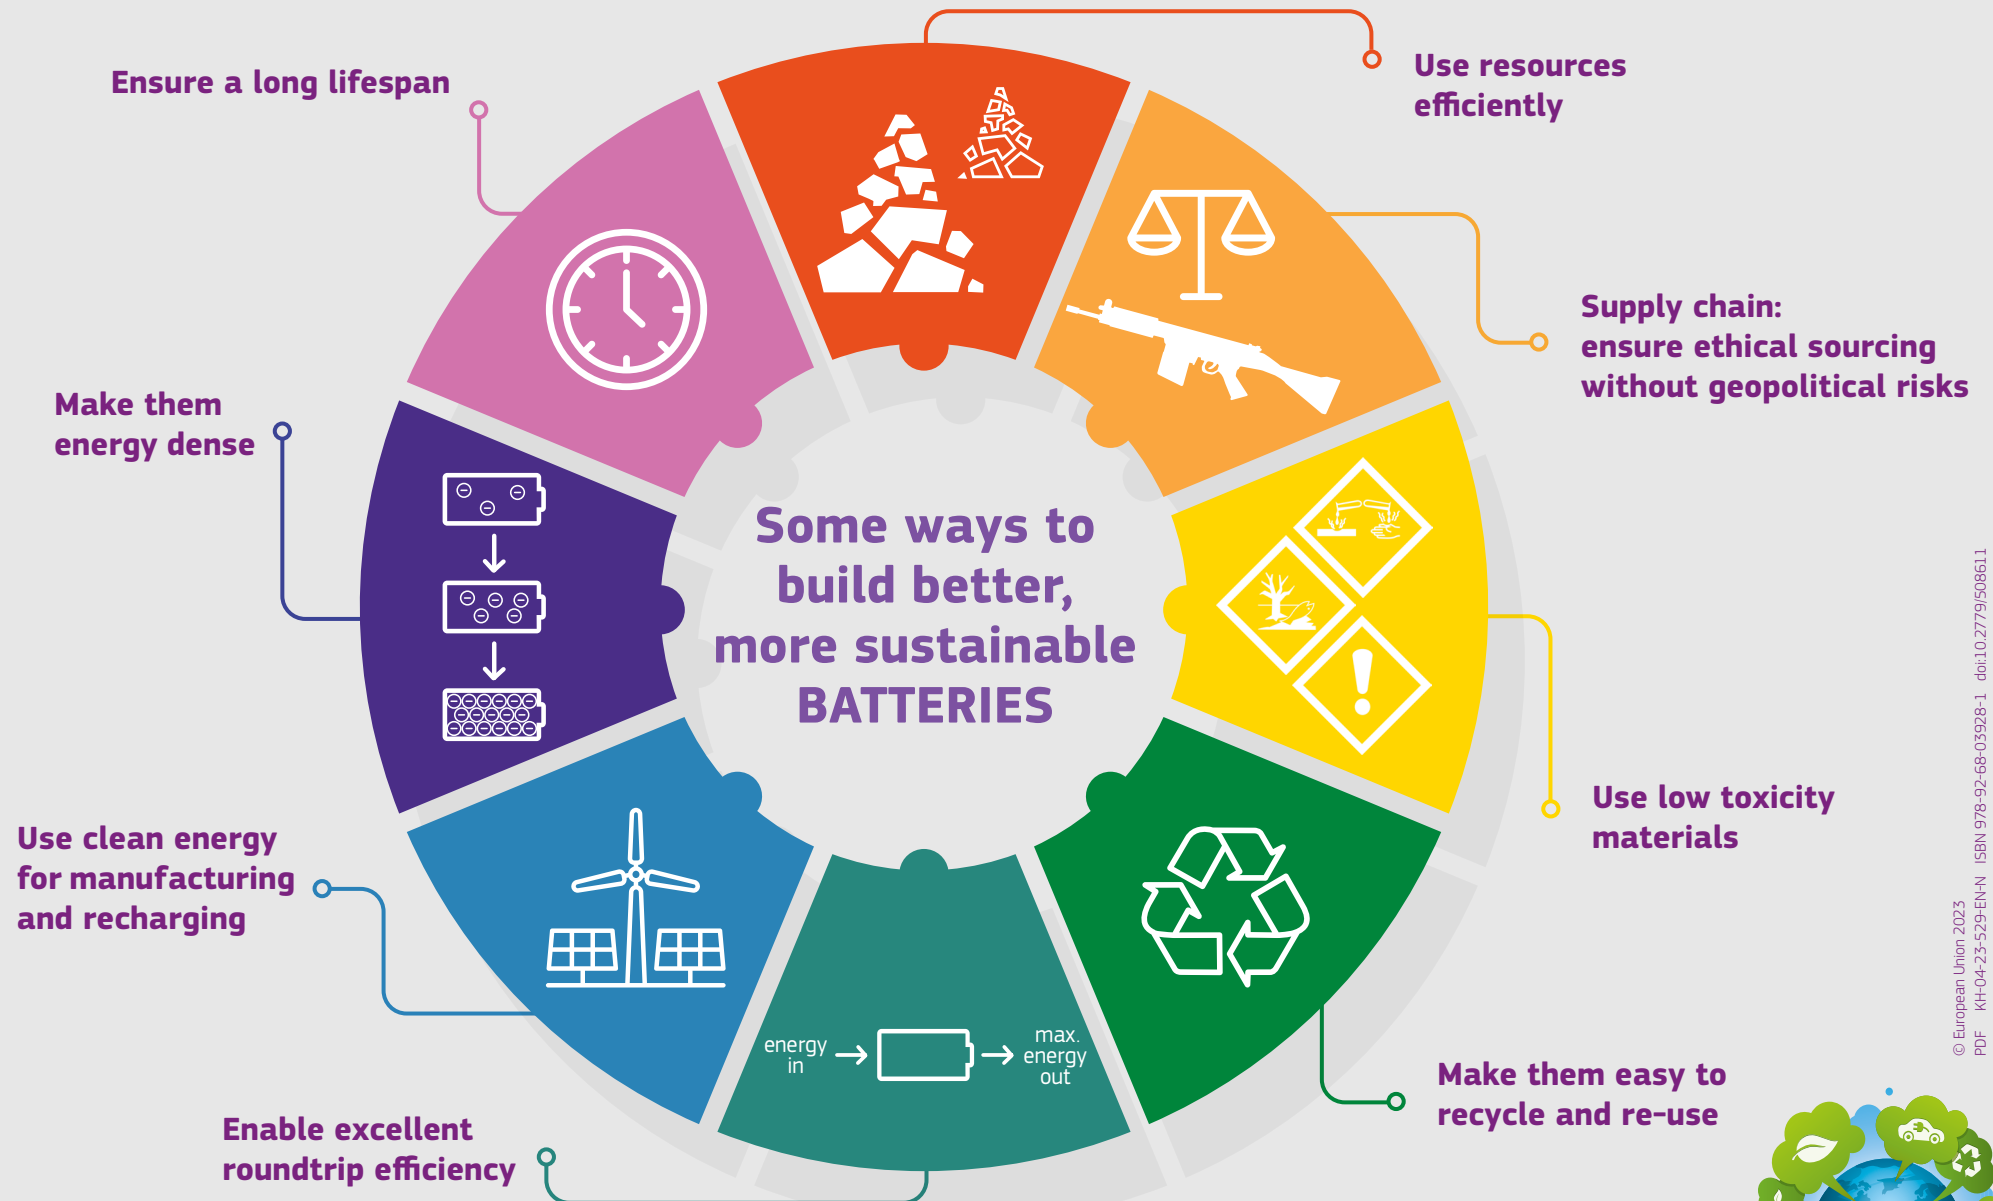 Ensure a long lifespan
Use resources
efficiently
Supply chain:
ensure ethical sourcing
without geopolitical risks
Make them
energy dense
Some ways to
build better,
more sustainable
BATTERIES
Use low toxicity
materials
Use clean energy
for manufacturing
and recharging
energy
in
max.
energy
out
Make them easy to
recycle and re-use
Enable excellent
roundtrip efficiency
© European Union 2023
PDF KH-04-23-529-EN-N ISBN 978-92-68-03928-1 doi:10.2779/508611